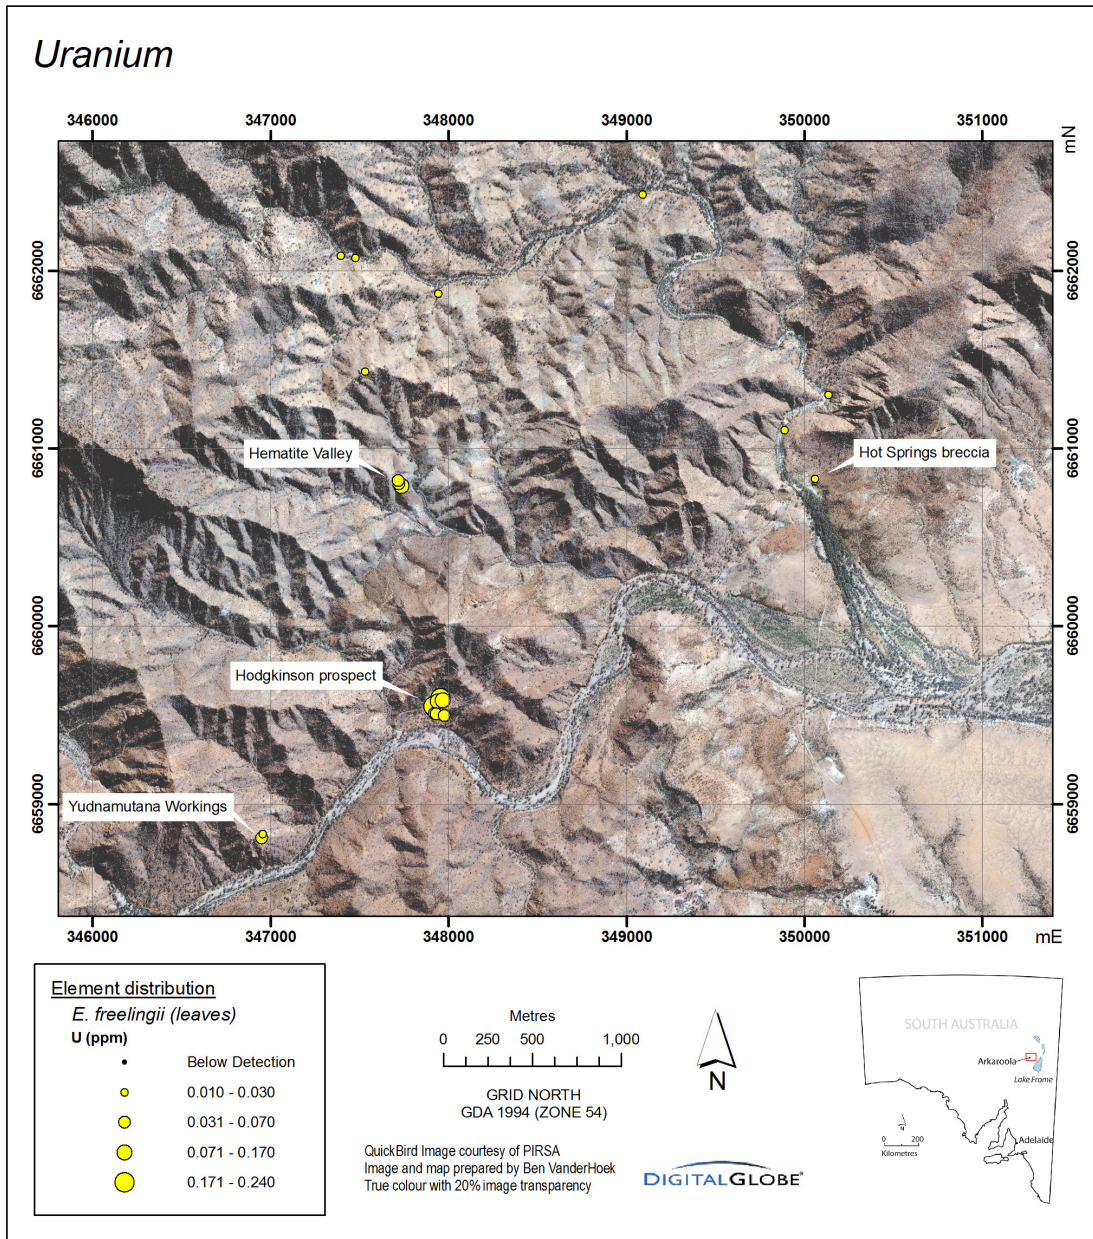 Uranium
346000 347000 348000 349000 350000 351000
mN
6662000 6662000
6661000 6661000
Hematite Valley
Hot Springs breccia
6660000 6660000
Hodgkinson prospect
6659000 6659000
Yudnamutana Workings
346000 347000 348000 349000 350000 351000 mE
Element distribution
E. freelingii (leaves)
U (ppm)
Below Detection
0.010 - 0.030
0.031 - 0.070
0.071 - 0.170
0.171 - 0.240
Metres
0 250 500 1,000
GRID NORTH
GDA 1994 (ZONE 54)
N
QuickBird Image courtesy of PIRSA
Image and map prepared by Ben VanderHoek
True colour with 20% image transparency
DIGITALGLOBE®
SOUTH AUSTRALIA
Arkaroola
Lake Frome
N
0 200
Kilometres
Adelaide